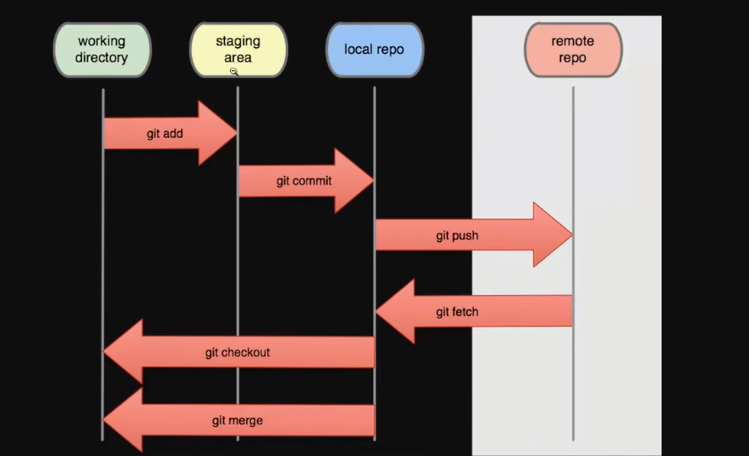 working
directory
staging
area
local repo
remote
repo
git add
git commit
git push
git fetch
git checkout
git merge